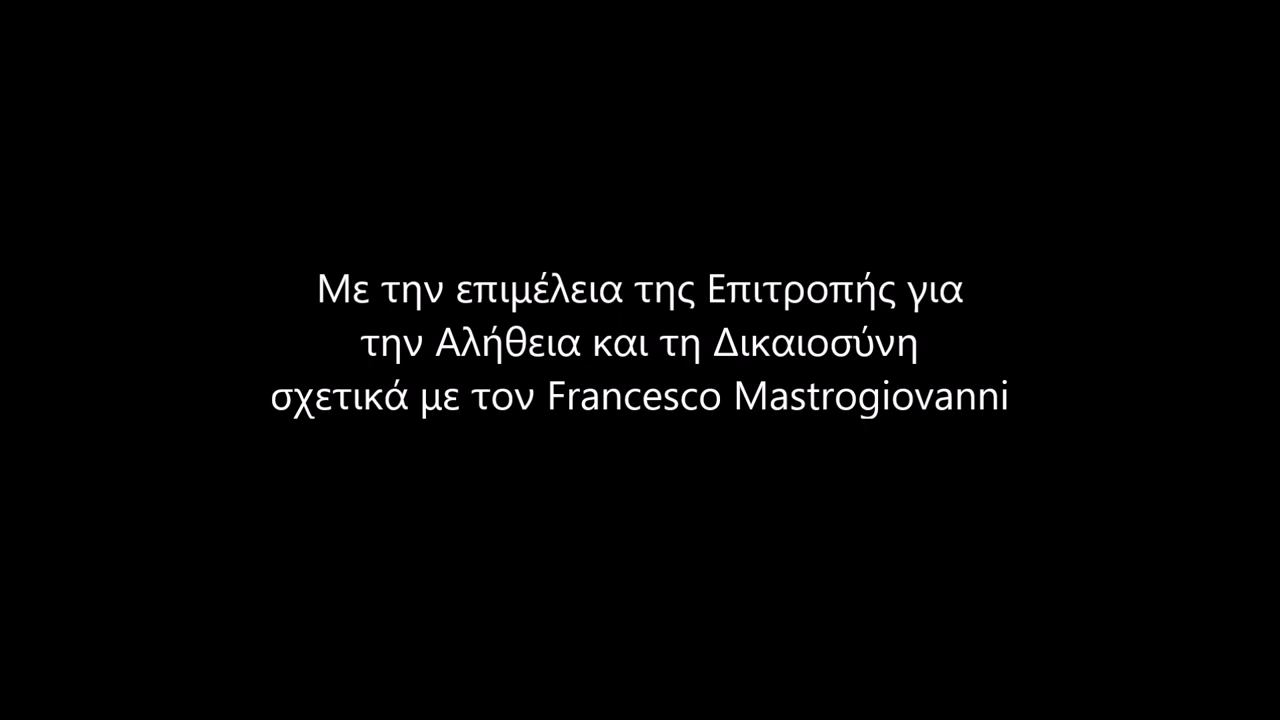 Με την επιμέλεια της Επιτροπής για
την Αλήθεια και τη Δικαιοσύνη
σχετικά με τον Francesco Mastrogiovanni